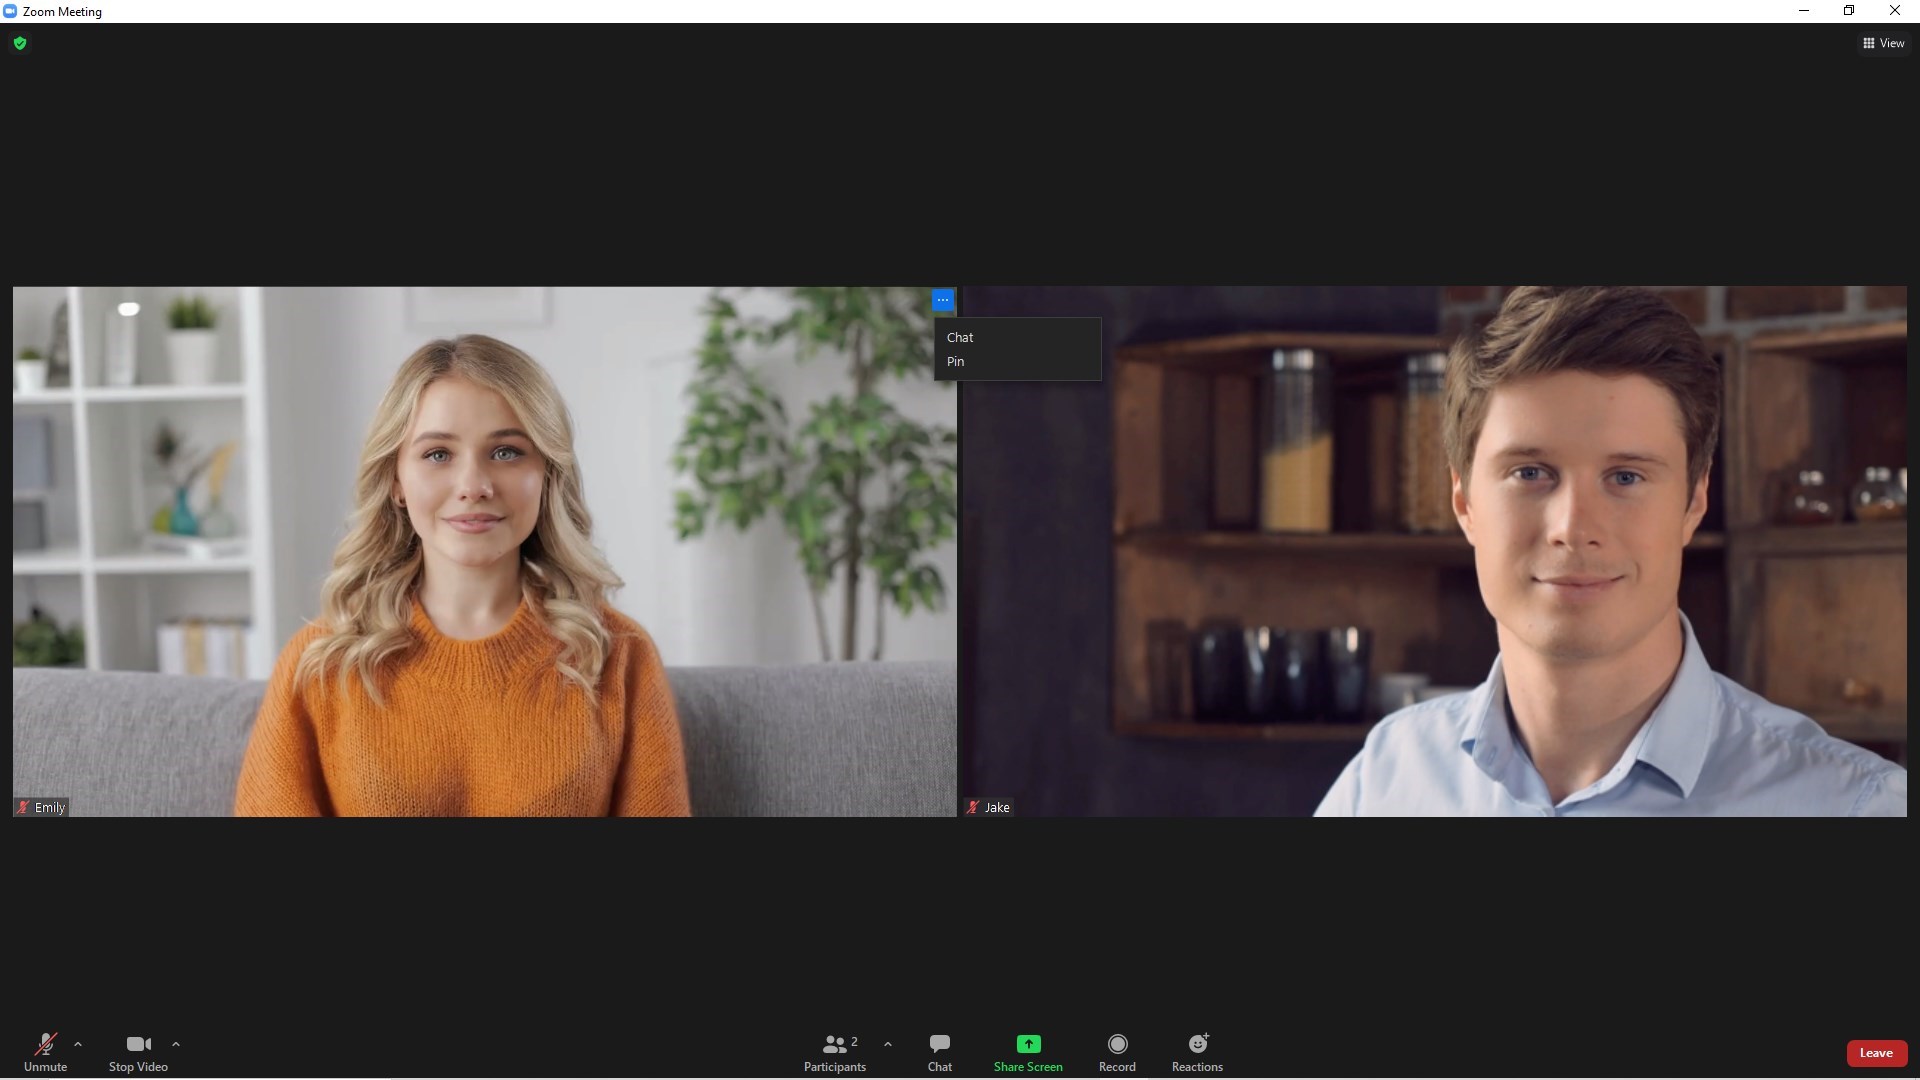 Zoom Meeting
View
Chat
Pin
Emily
Jake
Unmute
Stop Video
Participants
2
Chat
Share Screen
Record
Reactions
Leave